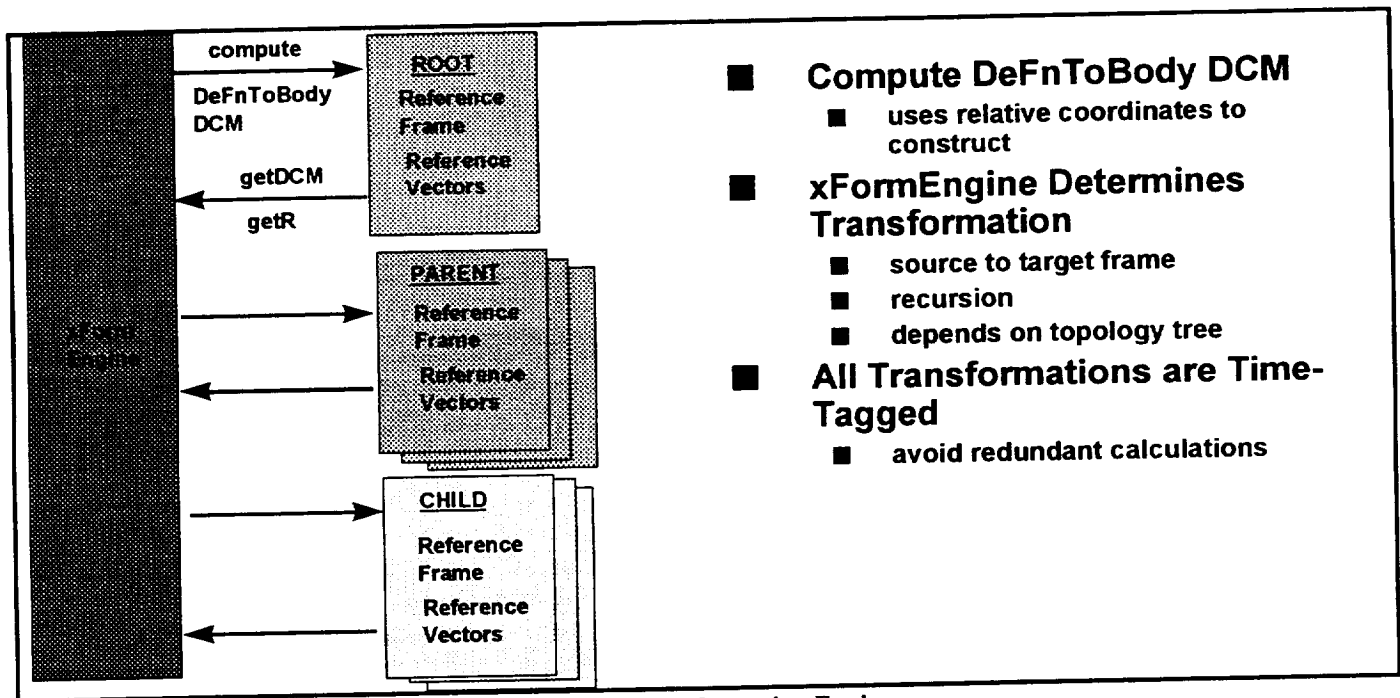 compute
DeFnToBody
DCM
getDCM
getR
xForm
Engine
ROOT
Reference
Frame
Reference
Vectors
PARENT
Reference
Frame
Reference
Vectors
CHILD
Reference
Frame
Reference
Vectors
■ Compute DeFnToBody DCM
■ uses relative coordinates to
construct
■ xFormEngine Determines
Transformation
■ source to target frame
■ recursion
■ depends on topology tree
■ All Transformations are Time-
Tagged
■ avoid redundant calculations